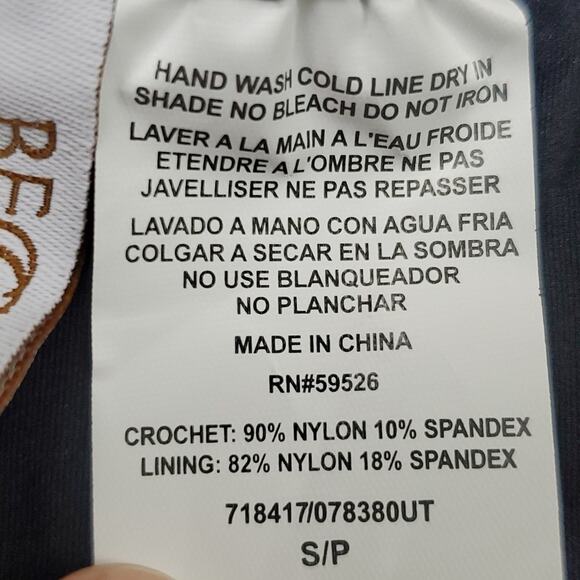 HAND WASH COLD LINE DRY IN
SHADE NO BLEACH DO NOT IRON
LAVER A LA MAIN A L'EAU FROIDE
ETENDRE A L'OMBRE NE PAS
JAVELLISER NE PAS REPASSER
LAVADO A MANO CON AGUA FRIA
COLGAR A SECAR EN LA SOMBRA
NO USE BLANQUEADOR
NO PLANCHAR
MADE IN CHINA
RN#59526
CROCHET: 90% NYLON 10% SPANDEX
LINING: 82% NYLON 18% SPANDEX
718417/078380UT
S/P